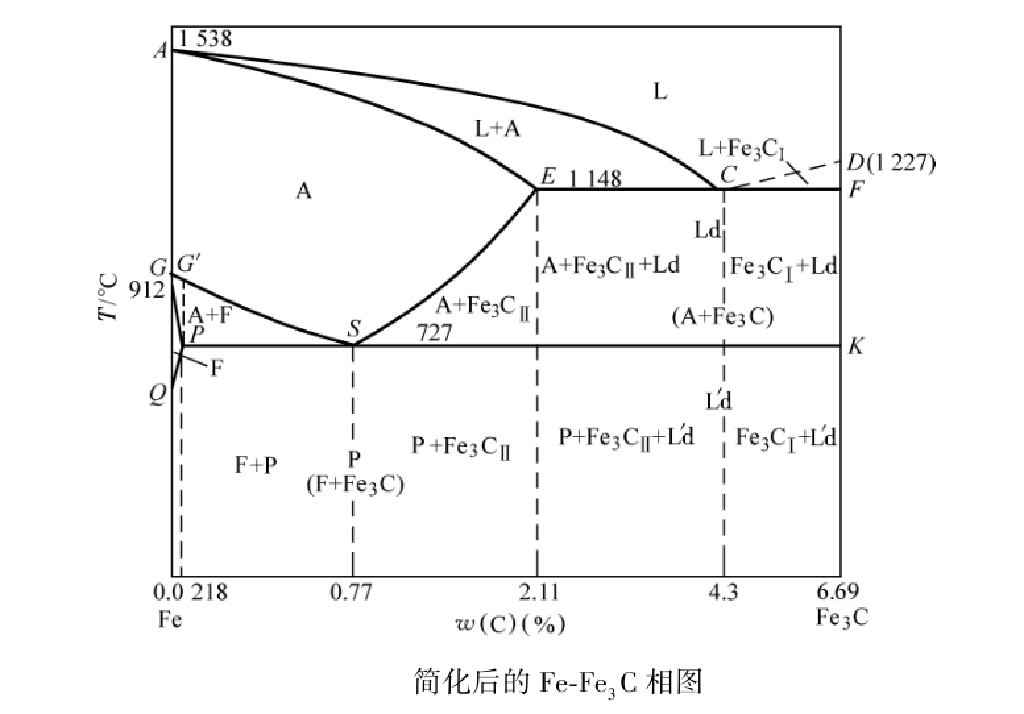 1 538
A
L
L+A
L+Fe₃CⅠ
D(1 227)
E 1 148
C
F
A
Ld
G G′
912
A+Fe₃CⅡ+Ld
Fe₃CⅠ+Ld
T/℃
A+F
A+Fe₃CⅡ
(A+Fe₃C)
P
S
727
K
F
Q
L′d
P+Fe₃CⅡ
P+Fe₃CⅡ+L′d
Fe₃CⅠ+L′d
F+P
P
(F+Fe₃C)
0.0 218
0.77
2.11
4.3
6.69
Fe
w(C)(%)
Fe₃C
简化后的 Fe-Fe₃C 相图